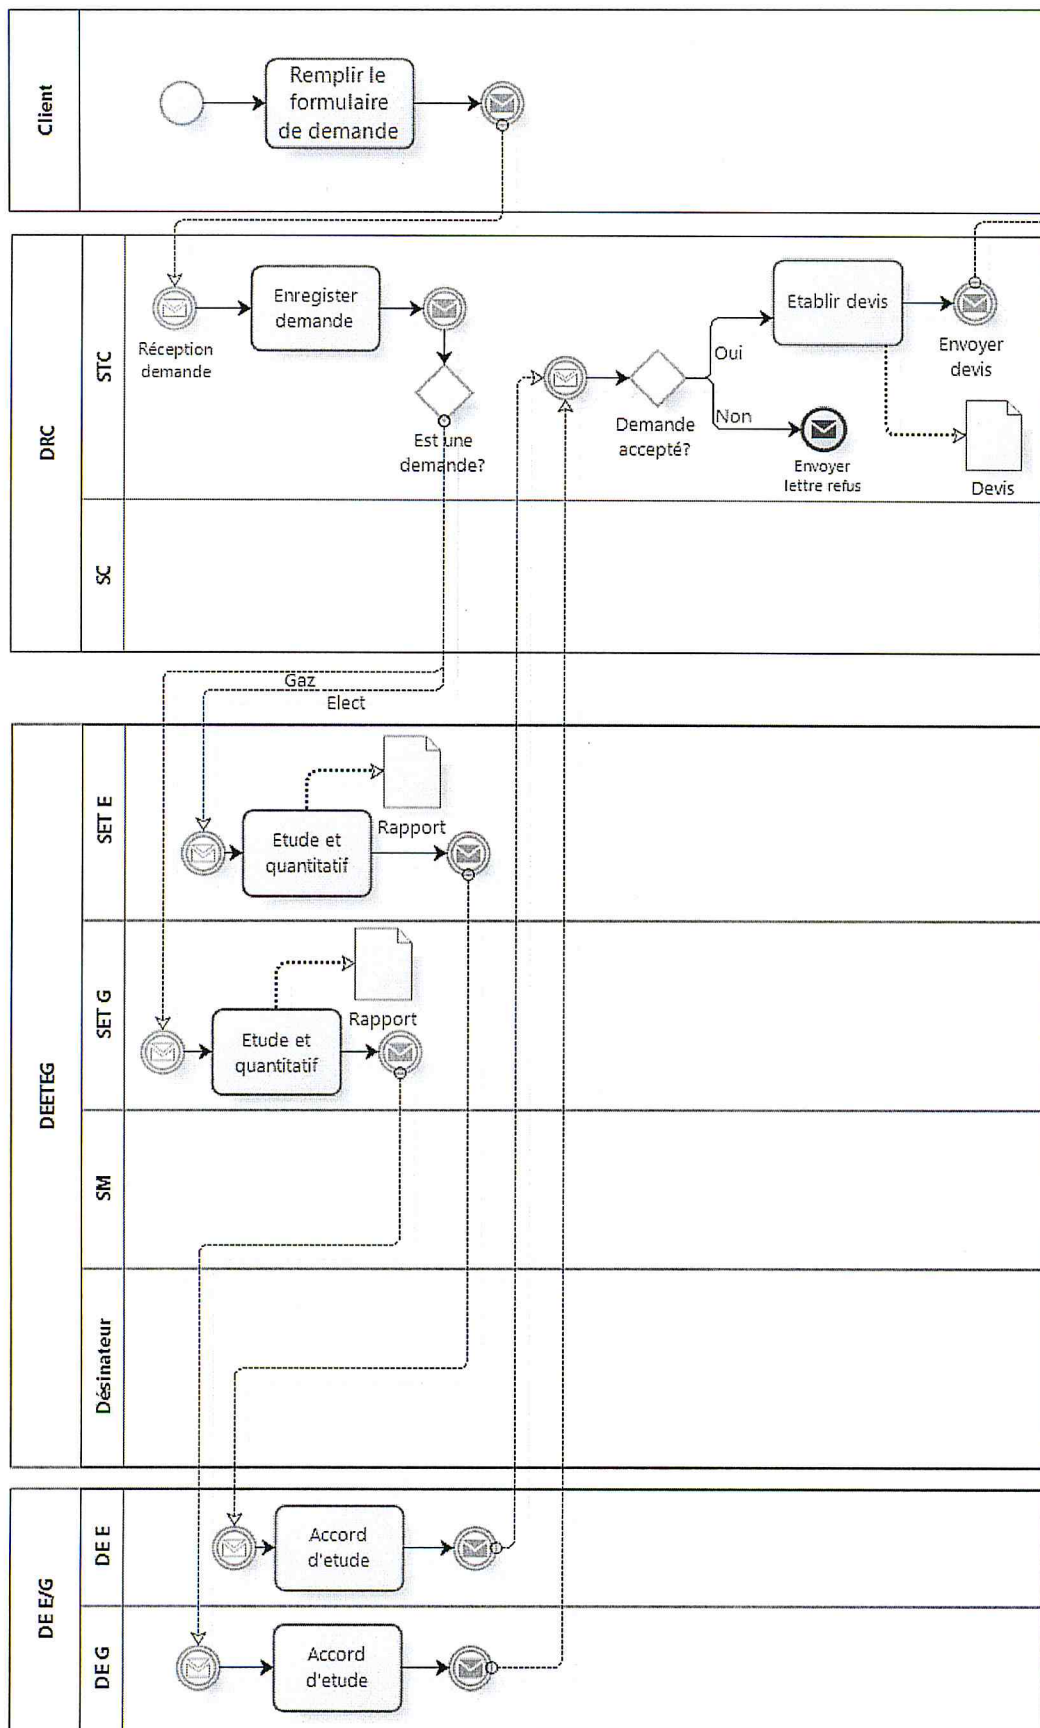 Client
Remplir le
formulaire
de demande
DRC
STC
Réception
demande
Enregister
demande
Est une
demande?
Demande
accepté?
Oui
Non
Etablir devis
Envoyer
devis
Envoyer
lettre refus
Devis
SC
Gaz
Elect
DEETEG
SET E
Etude et
quantitatif
Rapport
SET G
Etude et
quantitatif
Rapport
SM
Désinateur
DE E/G
DE E
Accord
d'etude
DE G
Accord
d'etude